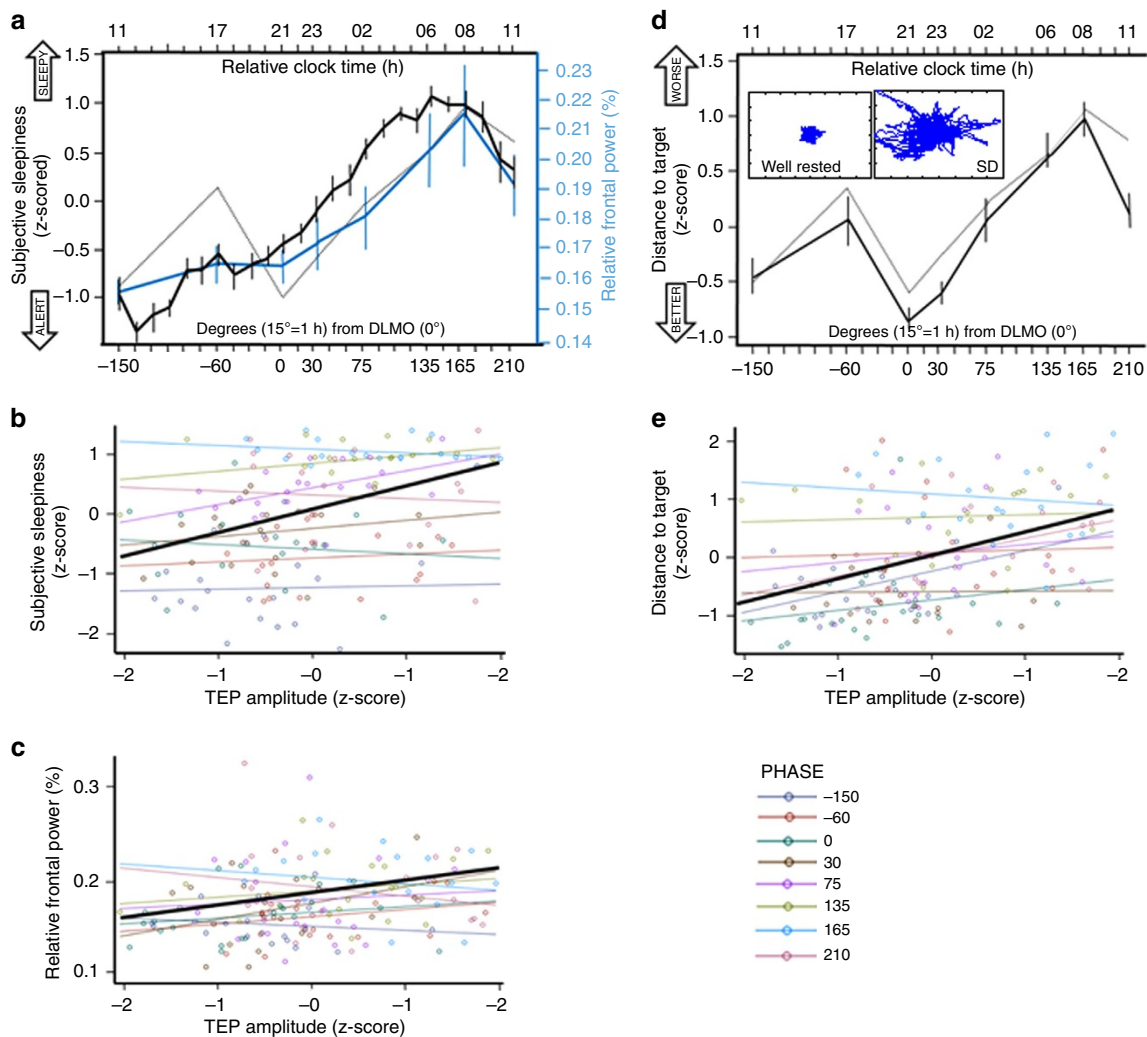 a
11 17 21 23 02 06 08 11
Relative clock time (h)
SLEEPY
ALERT
Subjective sleepiness
(z-scored)
1.5
1.0
0.5
0.0
−0.5
−1.0
0.23
0.22
0.21
0.20
0.19
0.18
0.17
0.16
0.15
0.14
Relative frontal power (%)
Degrees (15°=1 h) from DLMO (0°)
−150 −60 0 30 75 135 165 210
d
11 17 21 23 02 06 08 11
Relative clock time (h)
WORSE
BETTER
Distance to target
(z-score)
1.5
1.0
0.5
0
−0.5
−1.0
Well rested
SD
Degrees (15°=1 h) from DLMO (0°)
−150 −60 0 30 75 135 165 210
b
Subjective sleepiness
(z-score)
1
0
−1
−2
−2 −1 −0 −1 −2
TEP amplitude (z-score)
e
Distance to target
(z-score)
2
1
0
−1
−2 −1 −0 −1 −2
TEP amplitude (z-score)
c
Relative frontal power (%)
0.3
0.2
0.1
−2 −1 −0 −1 −2
TEP amplitude (z-score)
PHASE
−150
−60
0
30
75
135
165
210